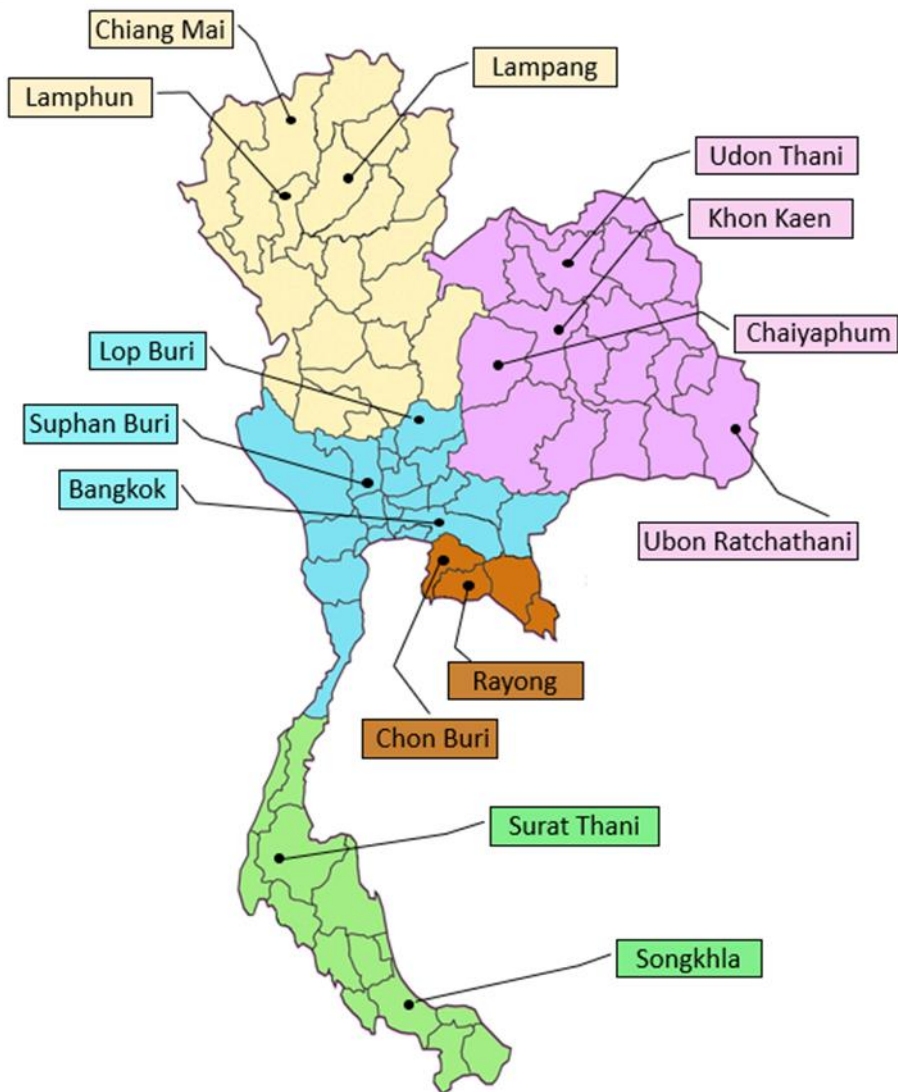 Chiang Mai
Lampang
Lamphun
Udon Thani
Khon Kaen
Chaiyaphum
Lop Buri
Suphan Buri
Bangkok
Ubon Ratchathani
Rayong
Chon Buri
Surat Thani
Songkhla